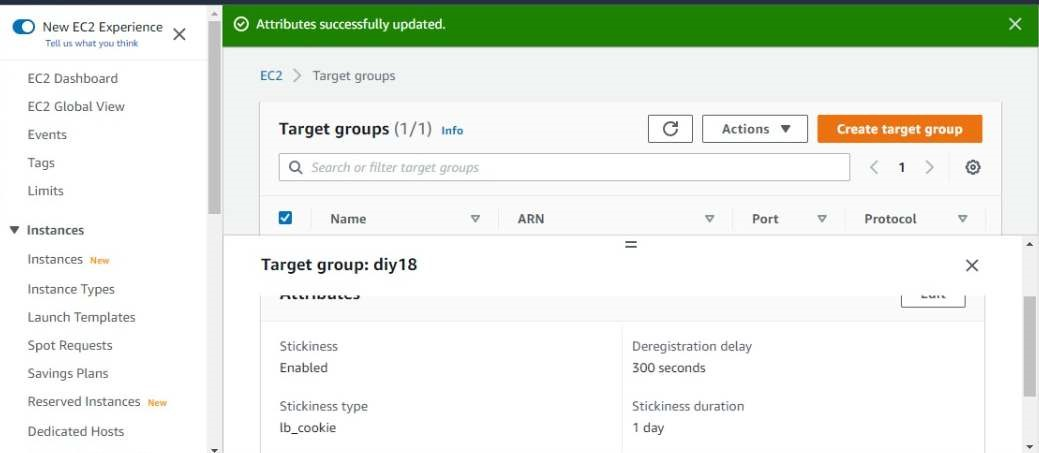 New EC2 Experience
Tell us what you think
EC2 Dashboard
EC2 Global View
Events
Tags
Limits
Instances
Instances New
Instance Types
Launch Templates
Spot Requests
Savings Plans
Reserved Instances New
Dedicated Hosts
Attributes successfully updated.
EC2 > Target groups
Target groups (1/1) Info
Actions
Create target group
Search or filter target groups
1
Name ARN Port Protocol
Target group: diy18
Attributes Edit
Stickiness
Enabled
Deregistration delay
300 seconds
Stickiness type
lb_cookie
Stickiness duration
1 day